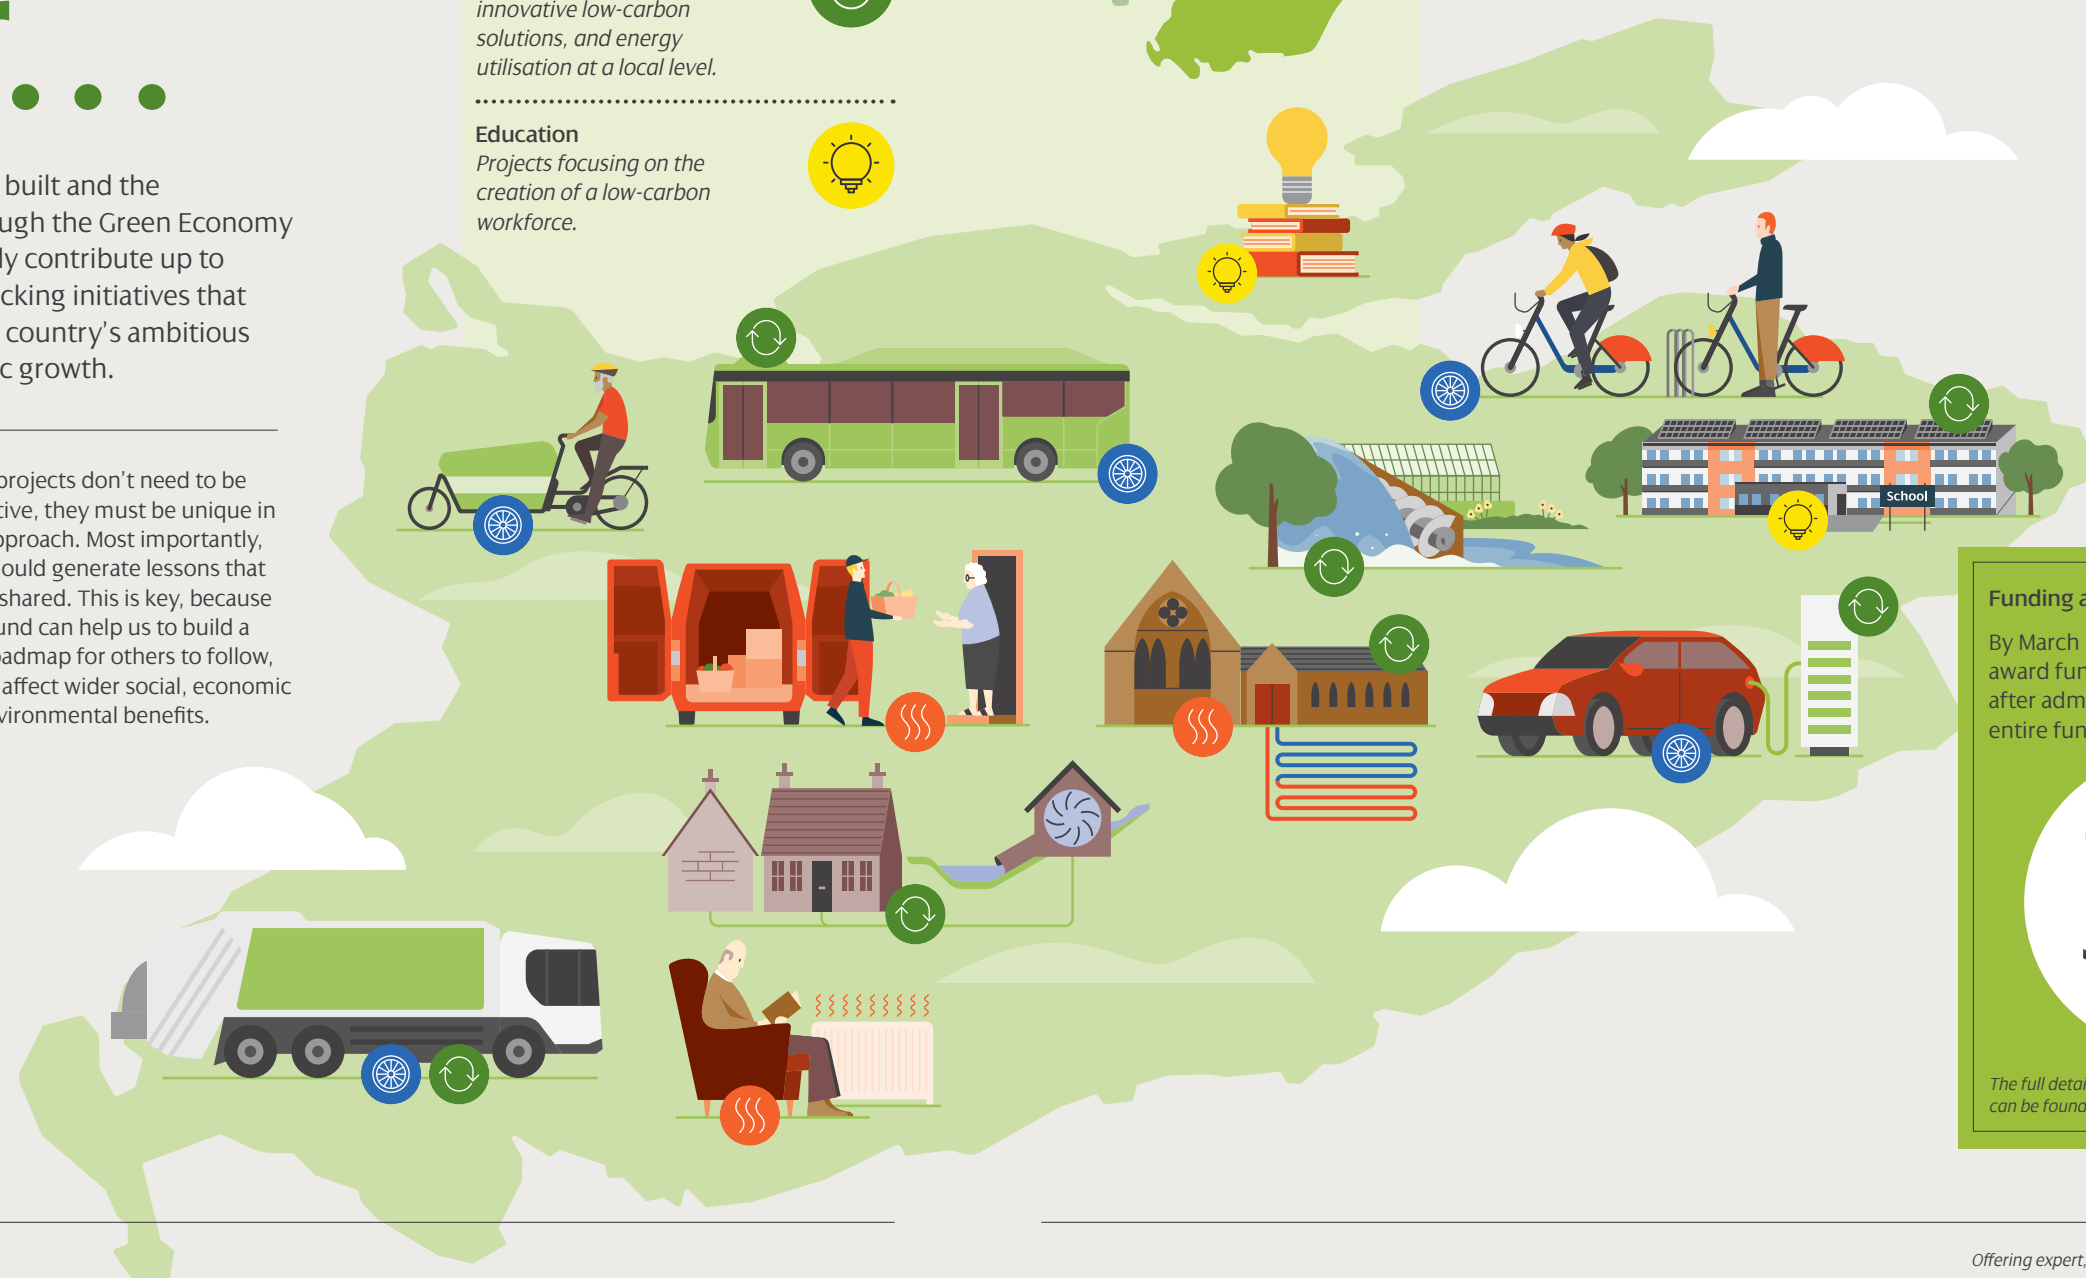 innovative low-carbon
solutions, and energy
utilisation at a local level.
Education
Projects focusing on the
creation of a low-carbon
workforce.
built and the
ugh the Green Economy
ly contribute up to
cking initiatives that
country's ambitious
c growth.
projects don't need to be
tive, they must be unique in
pproach. Most importantly,
ould generate lessons that
shared. This is key, because
und can help us to build a
oadmap for others to follow,
affect wider social, economic
vironmental benefits.
School
Funding a
By March
award fun
after adm
entire fun
The full detai
can be found
Offering expert,